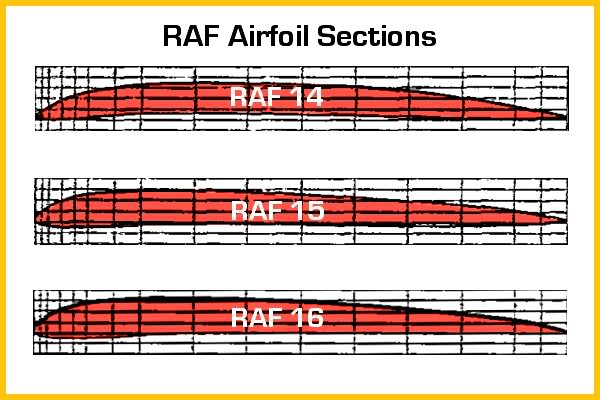 RAF Airfoil Sections
RAF 14
RAF 15
RAF 16